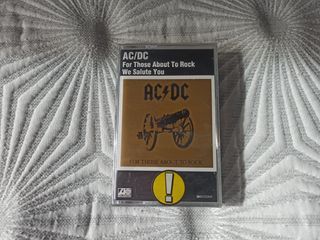 AC/DC
For Those About To Rock
We Salute You
AC⚡DC
FOR THOSE ABOUT TO ROCK
!